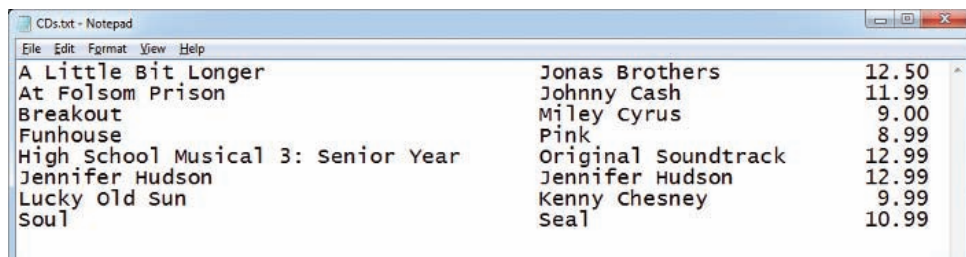 CDs.txt - Notepad
File Edit Format View Help
A Little Bit Longer Jonas Brothers 12.50
At Folsom Prison Johnny Cash 11.99
Breakout Miley Cyrus 9.00
Funhouse Pink 8.99
High School Musical 3: Senior Year Original Soundtrack 12.99
Jennifer Hudson Jennifer Hudson 12.99
Lucky Old Sun Kenny Chesney 9.99
Soul Seal 10.99